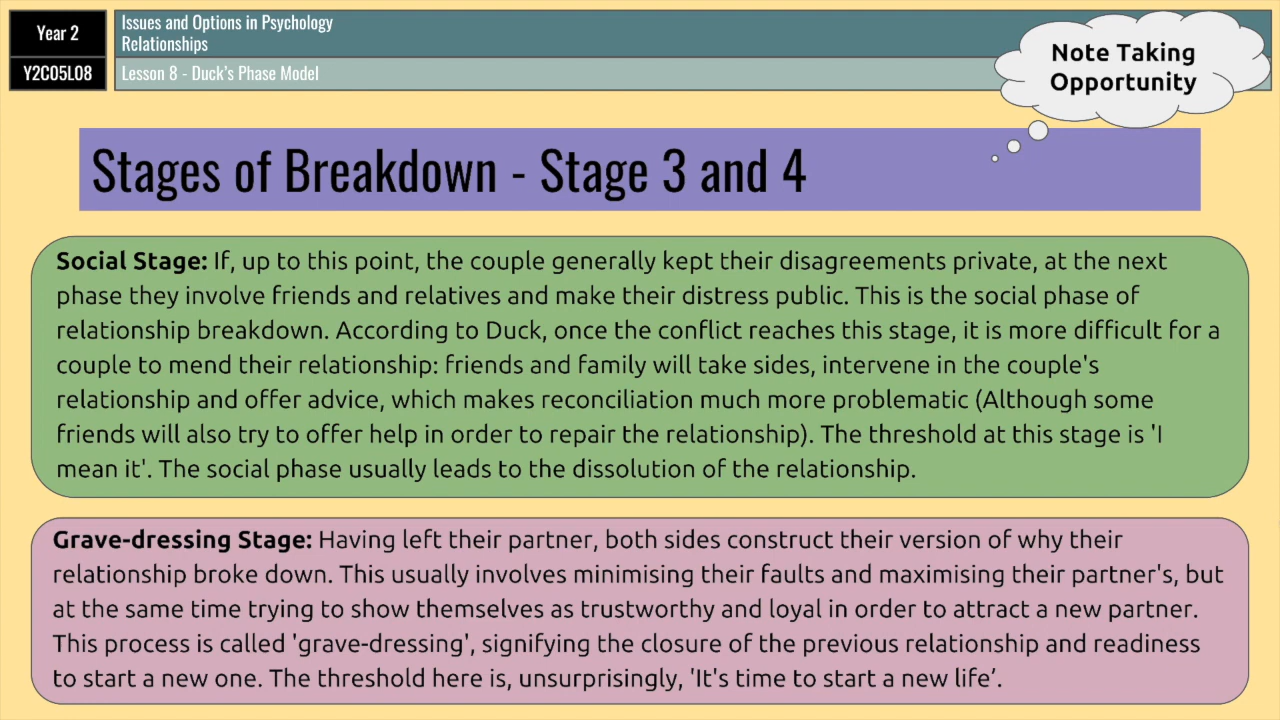 Year 2
Issues and Options in Psychology
Relationships
Y2C05L08
Lesson 8 - Duck's Phase Model
Note Taking
Opportunity
Stages of Breakdown - Stage 3 and 4
Social Stage: If, up to this point, the couple generally kept their disagreements private, at the next
phase they involve friends and relatives and make their distress public. This is the social phase of
relationship breakdown. According to Duck, once the conflict reaches this stage, it is more difficult for a
couple to mend their relationship: friends and family will take sides, intervene in the couple's
relationship and offer advice, which makes reconciliation much more problematic (Although some
friends will also try to offer help in order to repair the relationship). The threshold at this stage is 'I
mean it'. The social phase usually leads to the dissolution of the relationship.
Grave-dressing Stage: Having left their partner, both sides construct their version of why their
relationship broke down. This usually involves minimising their faults and maximising their partner's, but
at the same time trying to show themselves as trustworthy and loyal in order to attract a new partner.
This process is called 'grave-dressing', signifying the closure of the previous relationship and readiness
to start a new one. The threshold here is, unsurprisingly, 'It's time to start a new life’.